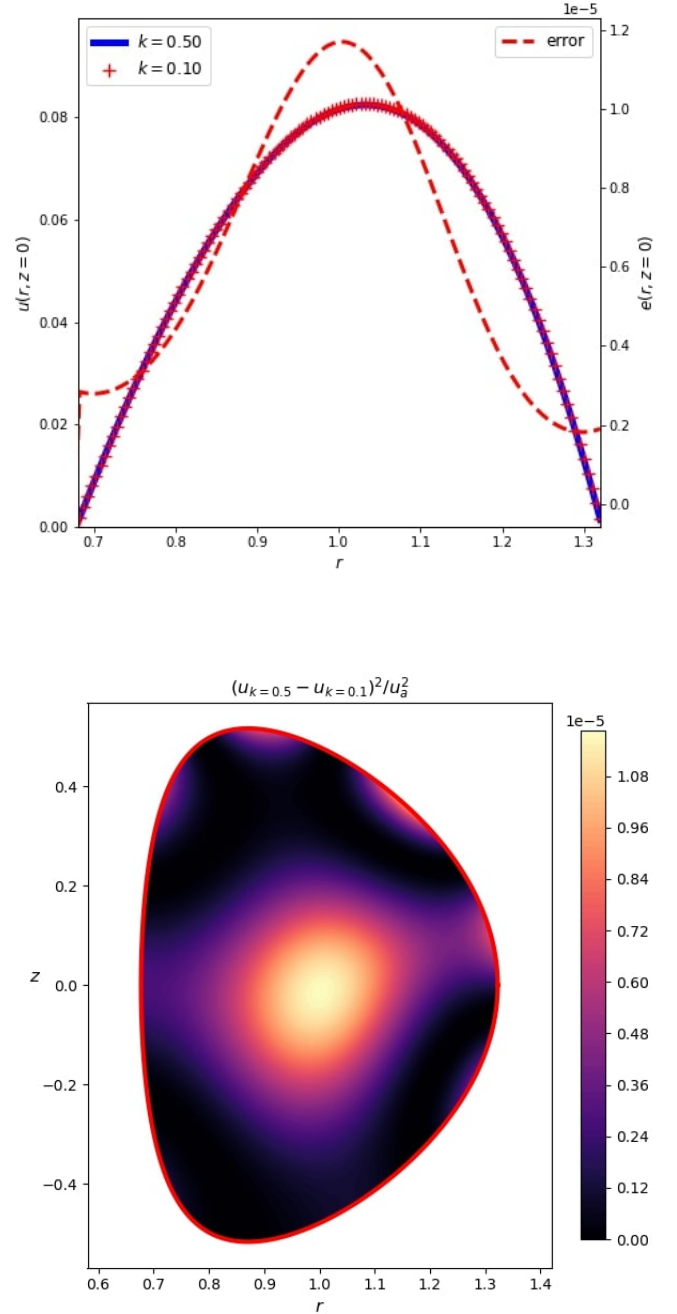 1e−5
k = 0.50
k = 0.10
error
0.08
0.06
0.04
0.02
0.00
u(r, z = 0)
1.2
1.0
0.8
0.6
0.4
0.2
0.0
e(r, z = 0)
0.7 0.8 0.9 1.0 1.1 1.2 1.3
r
(u_{k=0.5} − u_{k=0.1})²/u_a²
1e−5
0.4
0.2
0.0
−0.2
−0.4
z
1.08
0.96
0.84
0.72
0.60
0.48
0.36
0.24
0.12
0.00
0.6 0.7 0.8 0.9 1.0 1.1 1.2 1.3 1.4
r